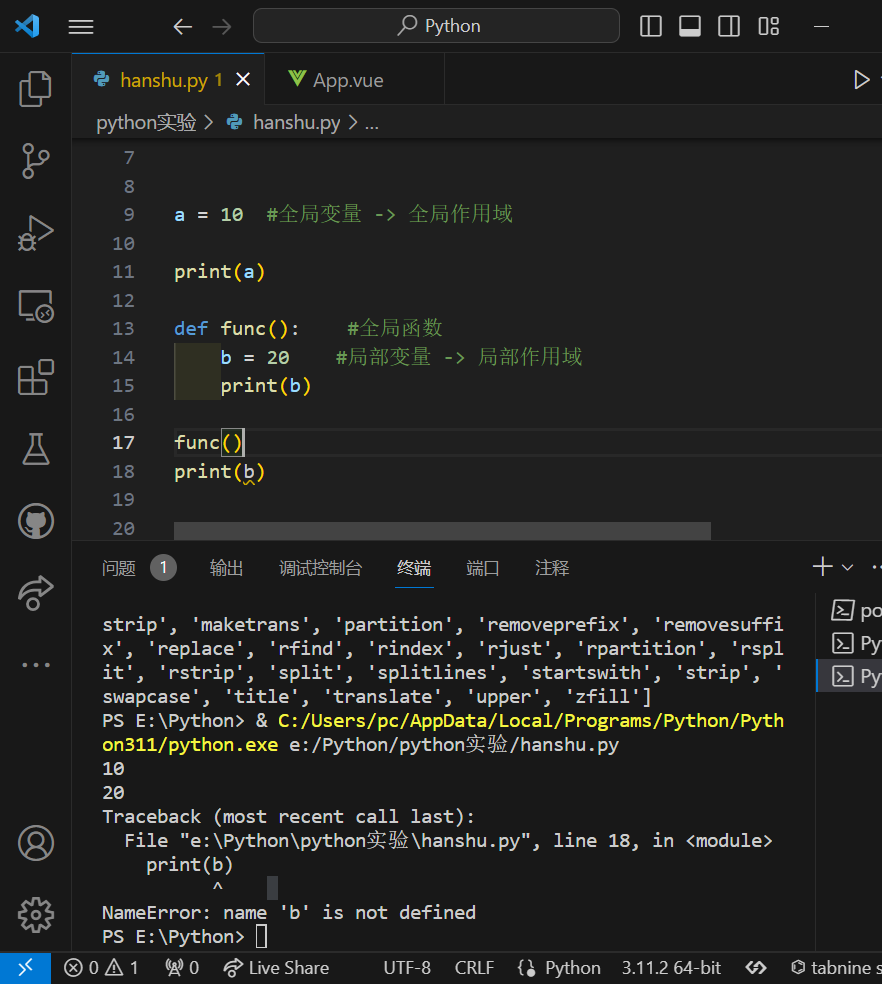 Python
hanshu.py 1
App.vue
python实验 > hanshu.py > ...
7
8
9 a = 10 #全局变量 -> 全局作用域
10
11 print(a)
12
13 def func(): #全局函数
14 b = 20 #局部变量 -> 局部作用域
15 print(b)
16
17 func()
18 print(b)
19
20
问题 1 输出 调试控制台 终端 端口 注释
strip', 'maketrans', 'partition', 'removeprefix', 'removesuffi
x', 'replace', 'rfind', 'rindex', 'rjust', 'rpartition', 'rspl
it', 'rstrip', 'split', 'splitlines', 'startswith', 'strip', '
swapcase', 'title', 'translate', 'upper', 'zfill']
PS E:\Python> & C:/Users/pc/AppData/Local/Programs/Python/Pyth
on311/python.exe e:/Python/python实验/hanshu.py
10
20
Traceback (most recent call last):
File "e:\Python\python实验\hanshu.py", line 18, in <module>
print(b)
^
NameError: name 'b' is not defined
PS E:\Python>
po
Py
Py
0 1 0 Live Share UTF-8 CRLF Python 3.11.2 64-bit tabnine s